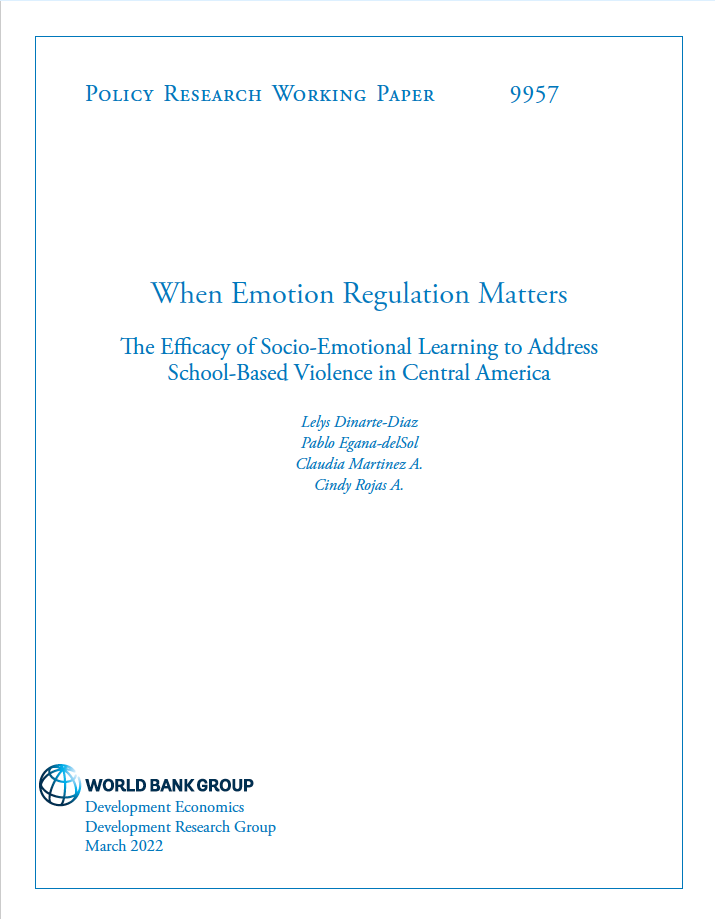 Policy Research Working Paper 9957
When Emotion Regulation Matters
The Efficacy of Socio-Emotional Learning to Address
School-Based Violence in Central America
Lelys Dinarte-Diaz
Pablo Egana-delSol
Claudia Martinez A.
Cindy Rojas A.
WORLD BANK GROUP
Development Economics
Development Research Group
March 2022